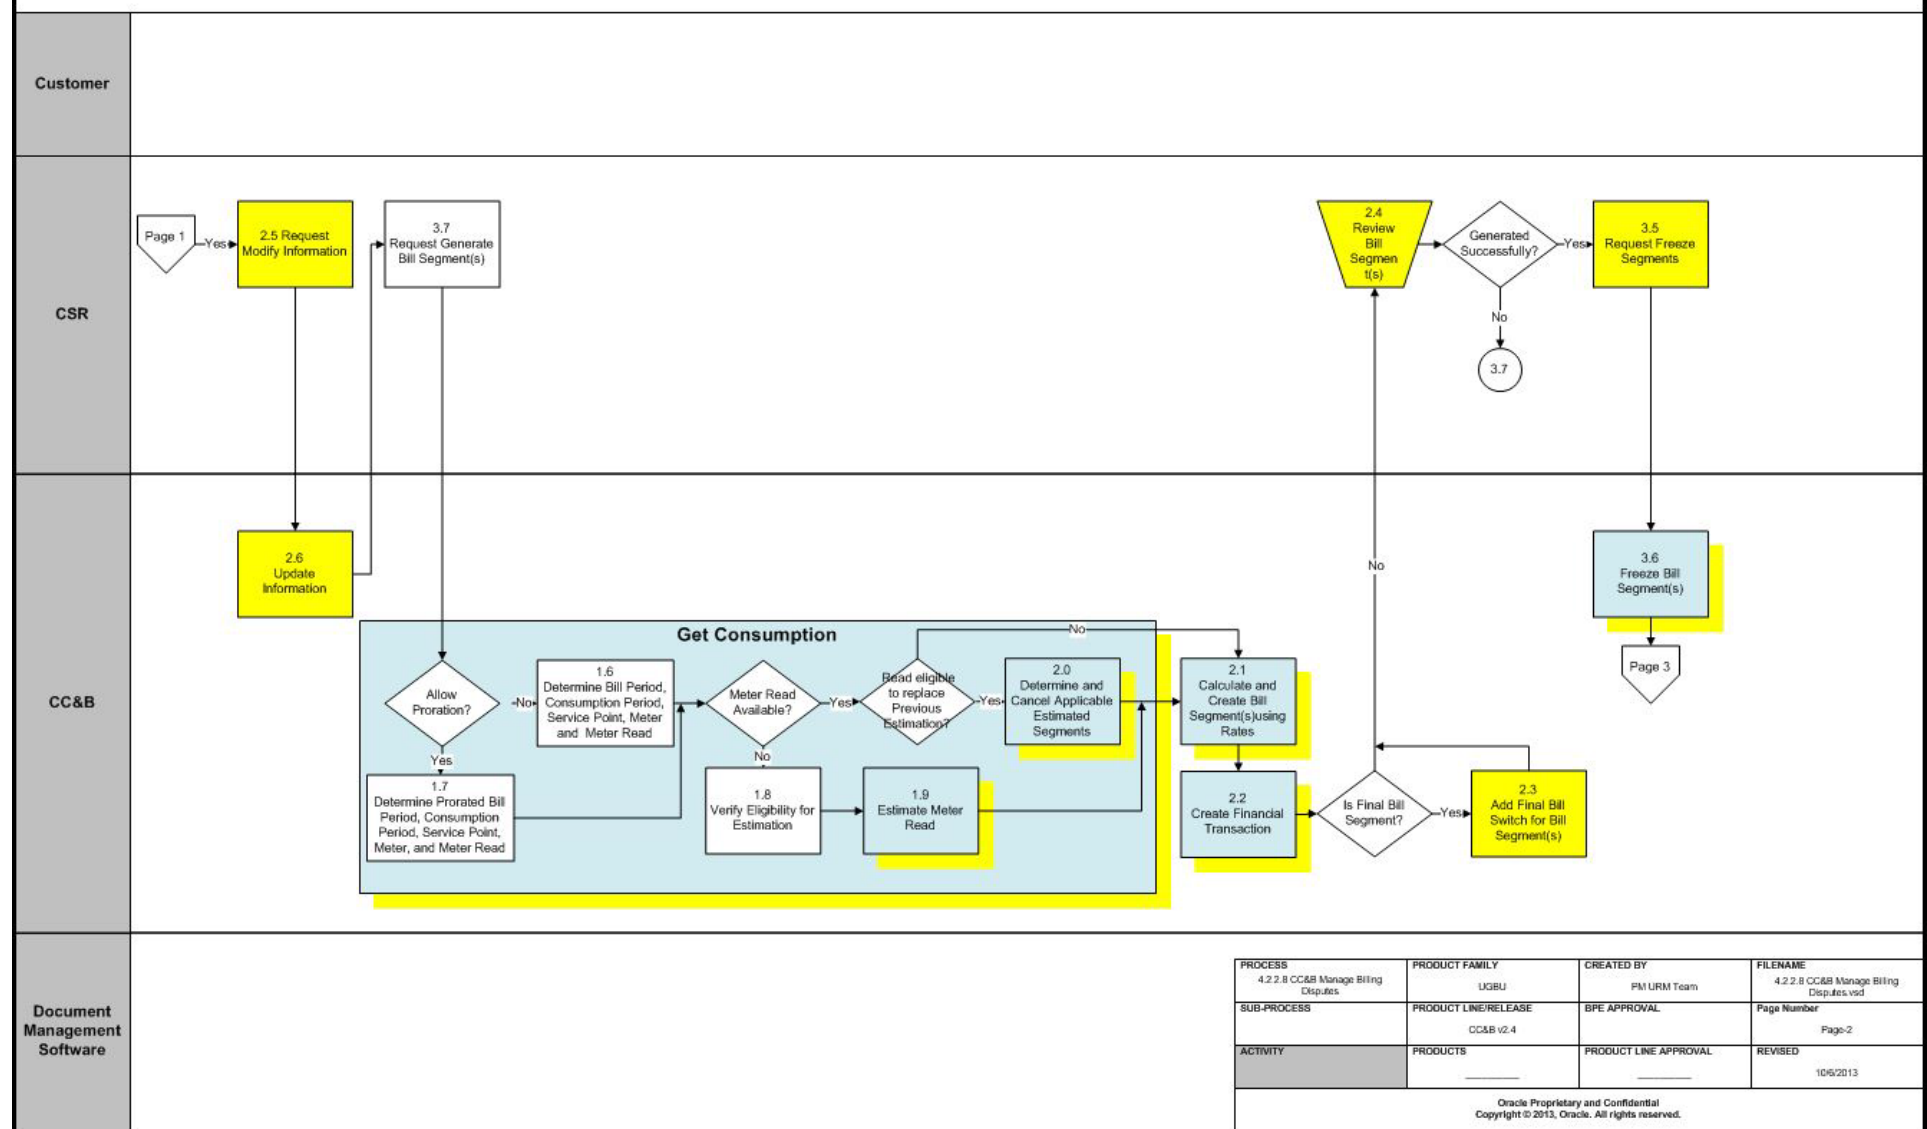 Customer
CSR
Page 1
Yes
2.5 Request
Modify Information
3.7
Request Generate
Bill Segment(s)
2.4
Review
Bill
Segmen
t(s)
Generated
Successfully?
Yes
3.5
Request Freeze
Segments
No
3.7
CC&B
2.6
Update
Information
No
3.6
Freeze Bill
Segment(s)
Page 3
Get Consumption
No
Allow
Proration?
No
1.6
Determine Bill Period,
Consumption Period,
Service Point, Meter
and Meter Read
Meter Read
Available?
Yes
Read eligible
to replace
Previous
Estimation?
Yes
2.0
Determine and
Cancel Applicable
Estimated
Segments
2.1
Calculate and
Create Bill
Segment(s)using
Rates
Yes
1.7
Determine Prorated Bill
Period, Consumption
Period, Service Point,
Meter, and Meter Read
No
1.8
Verify Eligibility for
Estimation
1.9
Estimate Meter
Read
2.2
Create Financial
Transaction
Is Final Bill
Segment?
Yes
2.3
Add Final Bill
Switch for Bill
Segment(s)
Document
Management
Software
PROCESS
4.2.2.8 CC&B Manage Billing
Disputes
PRODUCT FAMILY
UGBU
CREATED BY
PM URM Team
FILENAME
4.2.2.8 CC&B Manage Billing
Disputes.vsd
SUB-PROCESS
PRODUCT LINE/RELEASE
CC&B v2.4
BPE APPROVAL
Page Number
Page-2
ACTIVITY
PRODUCTS
PRODUCT LINE APPROVAL
REVISED
10/6/2013
Oracle Proprietary and Confidential
Copyright © 2013, Oracle. All rights reserved.